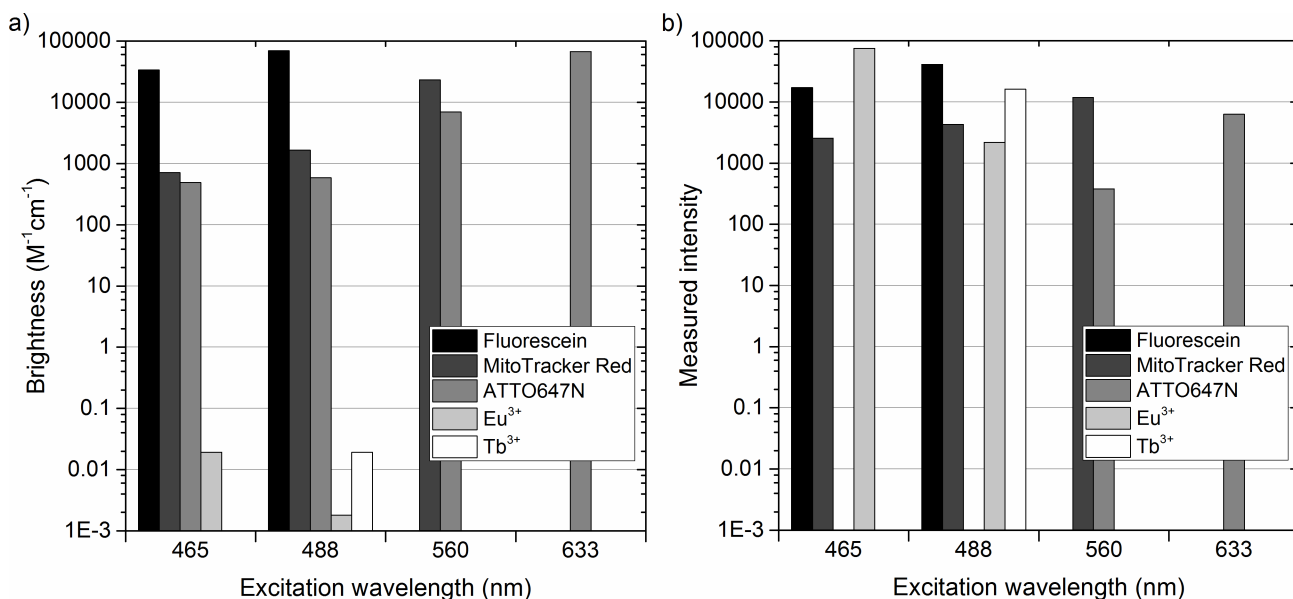 a)
Brightness (M⁻¹cm⁻¹)
100000
10000
1000
100
10
1
0.1
0.01
1E-3
Fluorescein
MitoTracker Red
ATTO647N
Eu³⁺
Tb³⁺
465 488 560 633
Excitation wavelength (nm)
b)
Measured intensity
100000
10000
1000
100
10
1
0.1
0.01
1E-3
Fluorescein
MitoTracker Red
ATTO647N
Eu³⁺
Tb³⁺
465 488 560 633
Excitation wavelength (nm)